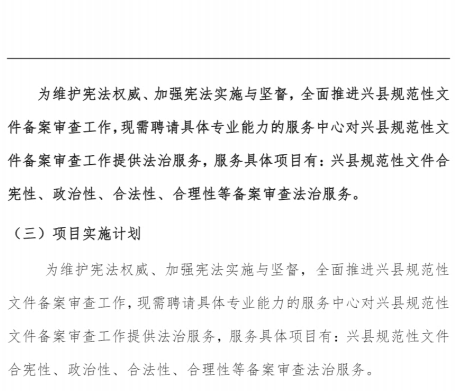 为维护宪法权威、加强宪法实施与坚督，全面推进兴县规范性文
件备案审查工作，现需聘请具体专业能力的服务中心对兴县规范性文
件备案审查工作提供法治服务，服务具体项目有：兴县规范性文件合
宪性、政治性、合法性、合理性等备案审查法治服务。
（三）项目实施计划
为维护宪法权威、加强宪法实施与坚督，全面推进兴县规范性
文件备案审查工作，现需聘请具体专业能力的服务中心对兴县规范性
文件备案审查工作提供法治服务，服务具体项目有：兴县规范性文件
合宪性、政治性、合法性、合理性等备案审查法治服务。